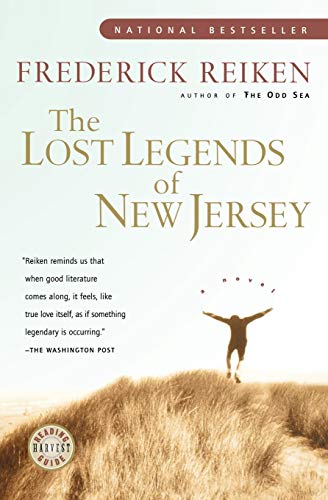 NATIONAL BESTSELLER
FREDERICK REIKEN
AUTHOR OF THE ODD SEA
The
LOST LEGENDS
of
NEW JERSEY
a novel
"Reiken reminds us that
when good literature
comes along, it feels, like
true love itself, as if something
legendary is occurring."
–THE WASHINGTON POST
READING
HARVEST
GUIDE